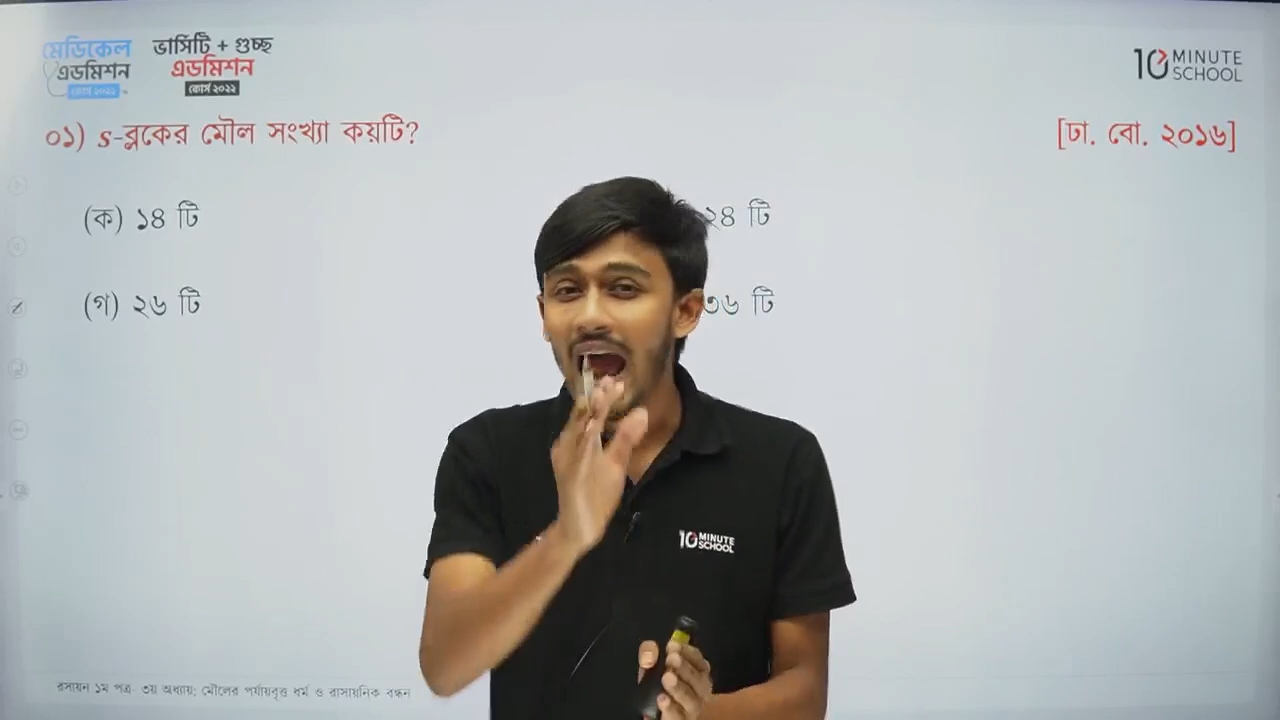 মেডিকেল
এডমিশন
কোর্স ২০২২
ভার্সিটি + গুচ্ছ
এডমিশন
কোর্স ২০২২
10 MINUTE
SCHOOL
০১) s-ব্লকের মৌল সংখ্যা কয়টি? [ঢা. বো. ২০১৬]
(ক) ১৪ টি ২৪ টি
(গ) ২৬ টি ৩৬ টি
10 MINUTE
SCHOOL
রসায়ন ১ম পত্র- ৩য় অধ্যায়: মৌলের পর্যায়বৃত্ত ধর্ম ও রাসায়নিক বন্ধন